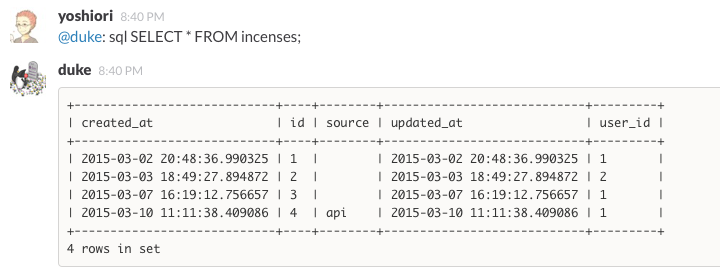 yoshiori 8:40 PM
@duke: sql SELECT * FROM incenses;
duke 8:40 PM
+----------------------------+----+--------+----------------------------+---------+
| created_at                 | id | source | updated_at                 | user_id |
+----------------------------+----+--------+----------------------------+---------+
| 2015-03-02 20:48:36.990325 | 1  |        | 2015-03-02 20:48:36.990325 | 1       |
| 2015-03-03 18:49:27.894872 | 2  |        | 2015-03-03 18:49:27.894872 | 2       |
| 2015-03-07 16:19:12.756657 | 3  |        | 2015-03-07 16:19:12.756657 | 1       |
| 2015-03-10 11:11:38.409086 | 4  | api    | 2015-03-10 11:11:38.409086 | 1       |
+----------------------------+----+--------+----------------------------+---------+
4 rows in set